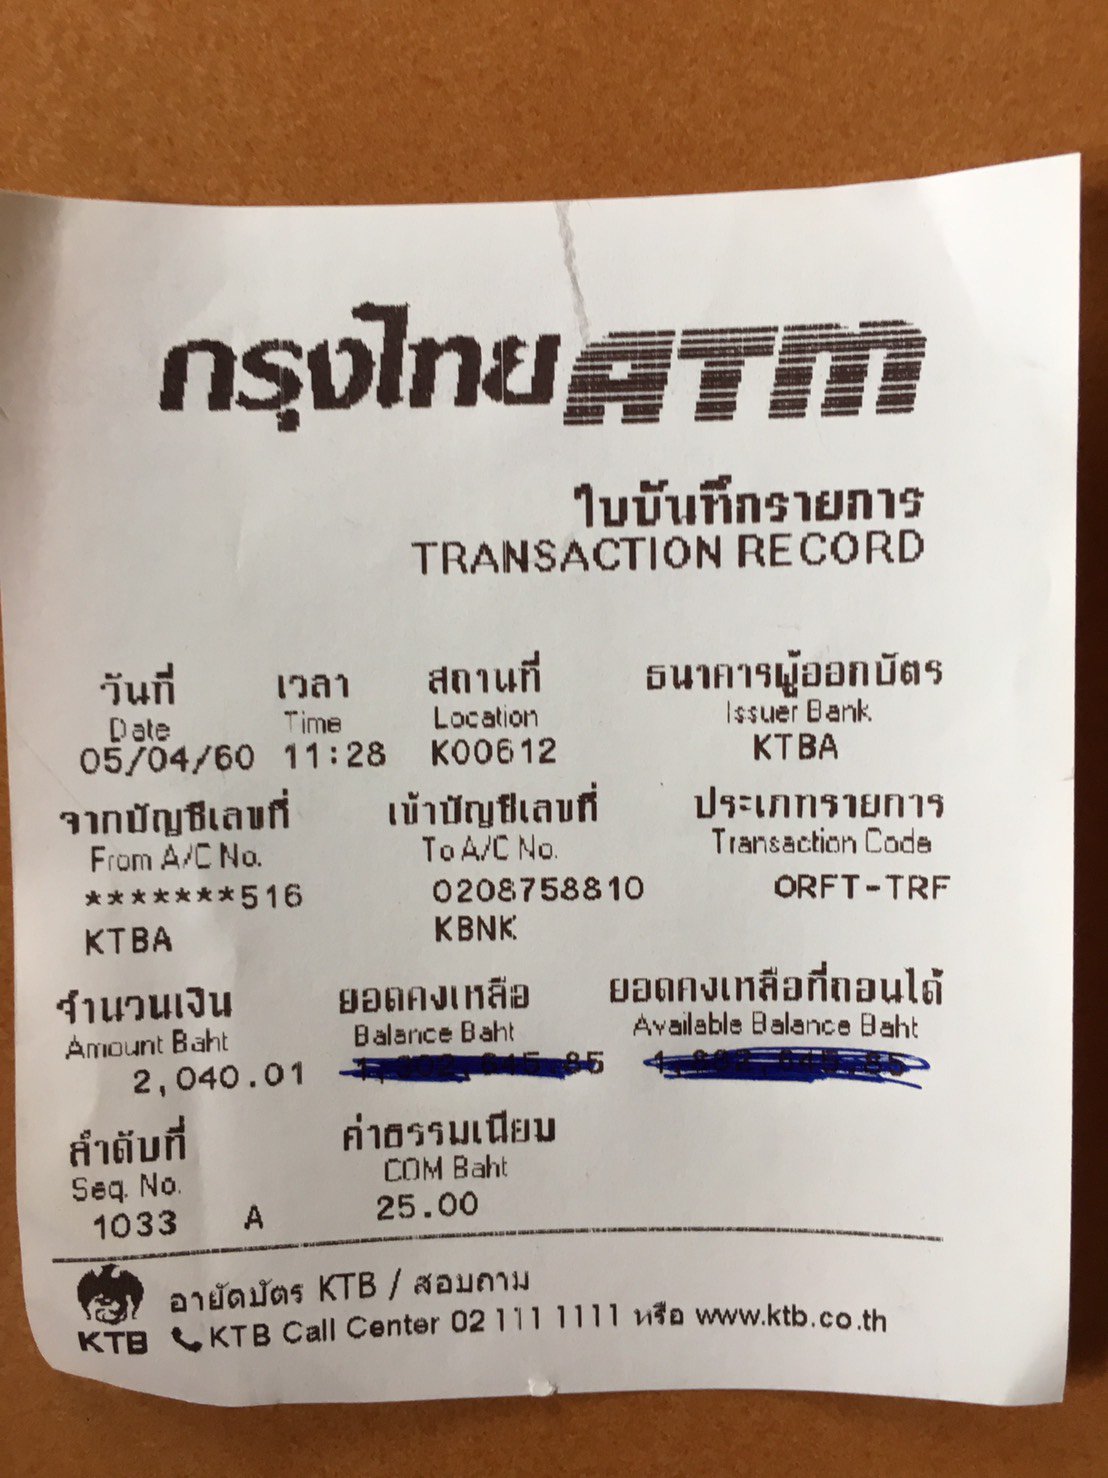 กรุงไทย ATM
ใบบันทึกรายการ
TRANSACTION RECORD
วันที่ เวลา สถานที่ ธนาคารผู้ออกบัตร
Date Time Location Issuer Bank
05/04/60 11:28 K00612 KTBA
จากบัญชีเลขที่ เข้าบัญชีเลขที่ ประเภทรายการ
From A/C No. To A/C No. Transaction Code
*******516 0208758810 ORFT-TRF
KTBA KBNK
จำนวนเงิน ยอดคงเหลือ ยอดคงเหลือที่ถอนได้
Amount Baht Balance Baht Available Balance Baht
2,040.01
ลำดับที่ ค่าธรรมเนียม
Seq. No. COM Baht
1033 A 25.00
อายัดบัตร KTB / สอบถาม
KTB KTB Call Center 02 111 1111 หรือ www.ktb.co.th